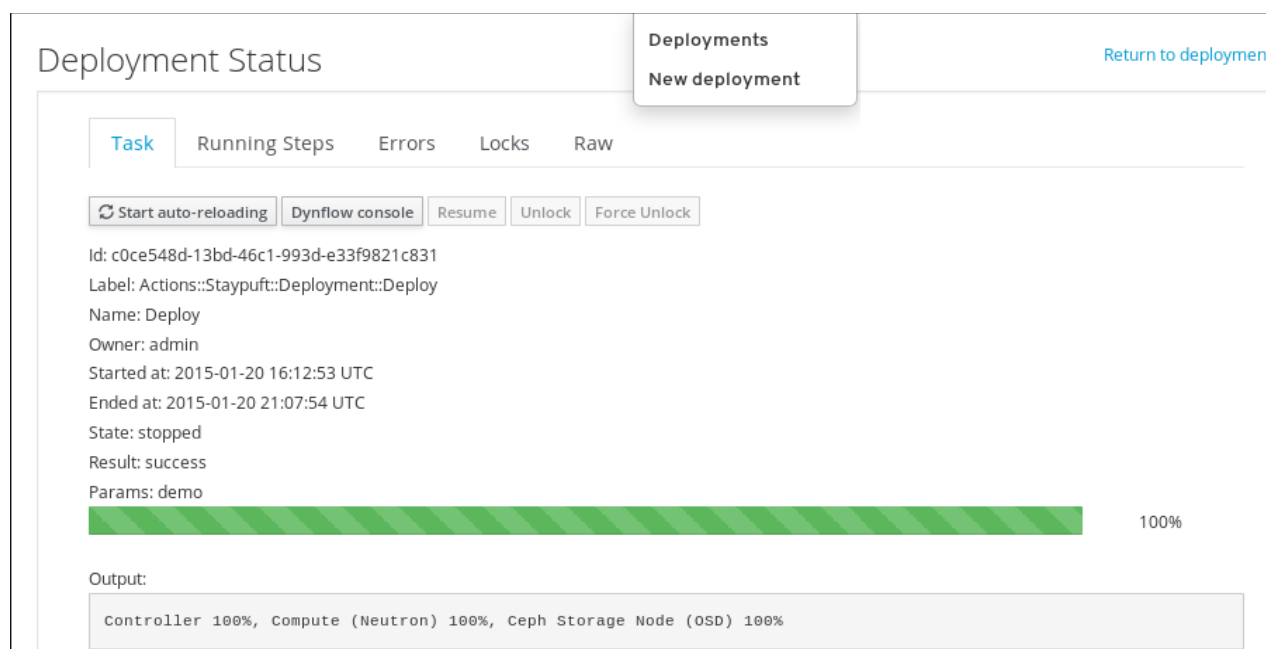 Deployments
Deployment Status
Return to deploymen
New deployment
Task Running Steps Errors Locks Raw
Start auto-reloading Dynflow console Resume Unlock Force Unlock
Id: c0ce548d-13bd-46c1-993d-e33f9821c831
Label: Actions::Staypuft::Deployment::Deploy
Name: Deploy
Owner: admin
Started at: 2015-01-20 16:12:53 UTC
Ended at: 2015-01-20 21:07:54 UTC
State: stopped
Result: success
Params: demo
100%
Output:
Controller 100%, Compute (Neutron) 100%, Ceph Storage Node (OSD) 100%